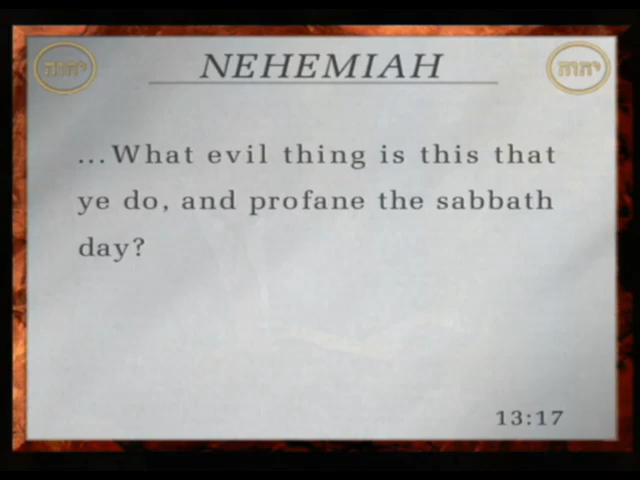 יהוה NEHEMIAH יהוה
...What evil thing is this that
ye do, and profane the sabbath
day?
13:17